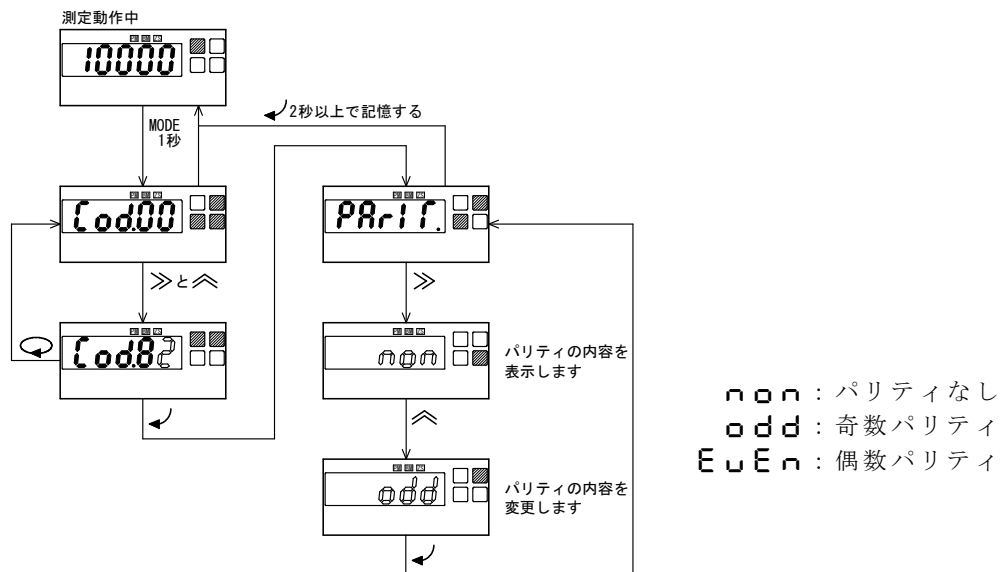 測定動作中
10000
MODE
1秒
2秒以上で記憶する
Cod.00
PArIT.
≫と︽
≫
Cod.82
non
パリティの内容を
表示します
︽
odd
パリティの内容を
変更します
non：パリティなし
odd：奇数パリティ
EvEn：偶数パリティ